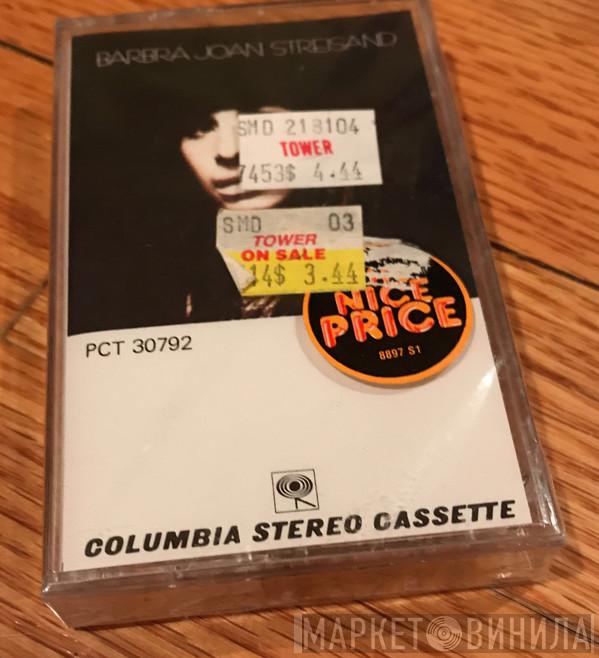 BARBRA JOAN STREISAND
SMD 218104
TOWER
7453$ 4.44
SMD 03
TOWER
ON SALE
14$ 3.44
NICE
PRICE
8897 S1
PCT 30792
COLUMBIA STEREO CASSETTE
МАРКЕТ ВИНИЛА